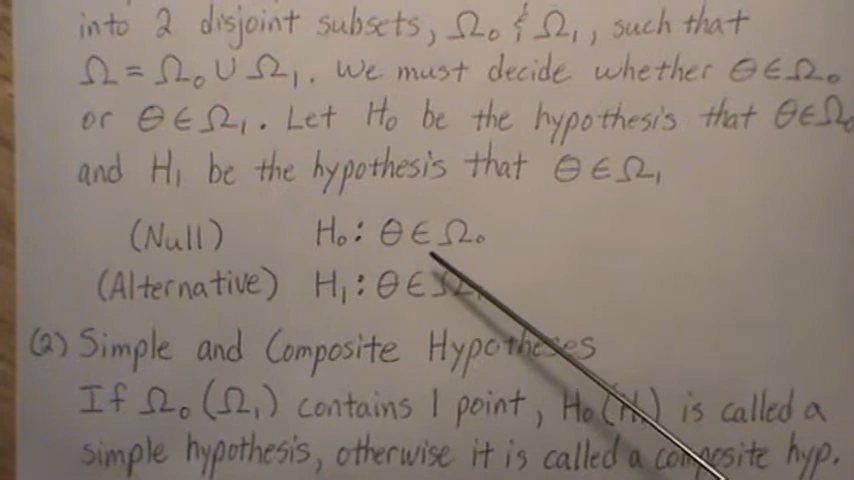 into 2 disjoint subsets, Ω₀ & Ω₁, such that
Ω = Ω₀ ∪ Ω₁. We must decide whether θ ∈ Ω₀
or θ ∈ Ω₁. Let H₀ be the hypothesis that θ ∈ Ω₀
and H₁ be the hypothesis that θ ∈ Ω₁
(Null) H₀: θ ∈ Ω₀
(Alternative) H₁: θ ∈ Ω₁
(2) Simple and Composite Hypotheses
If Ω₀ (Ω₁) contains 1 point, H₀ (H₁) is called a
simple hypothesis, otherwise it is called a composite hyp.